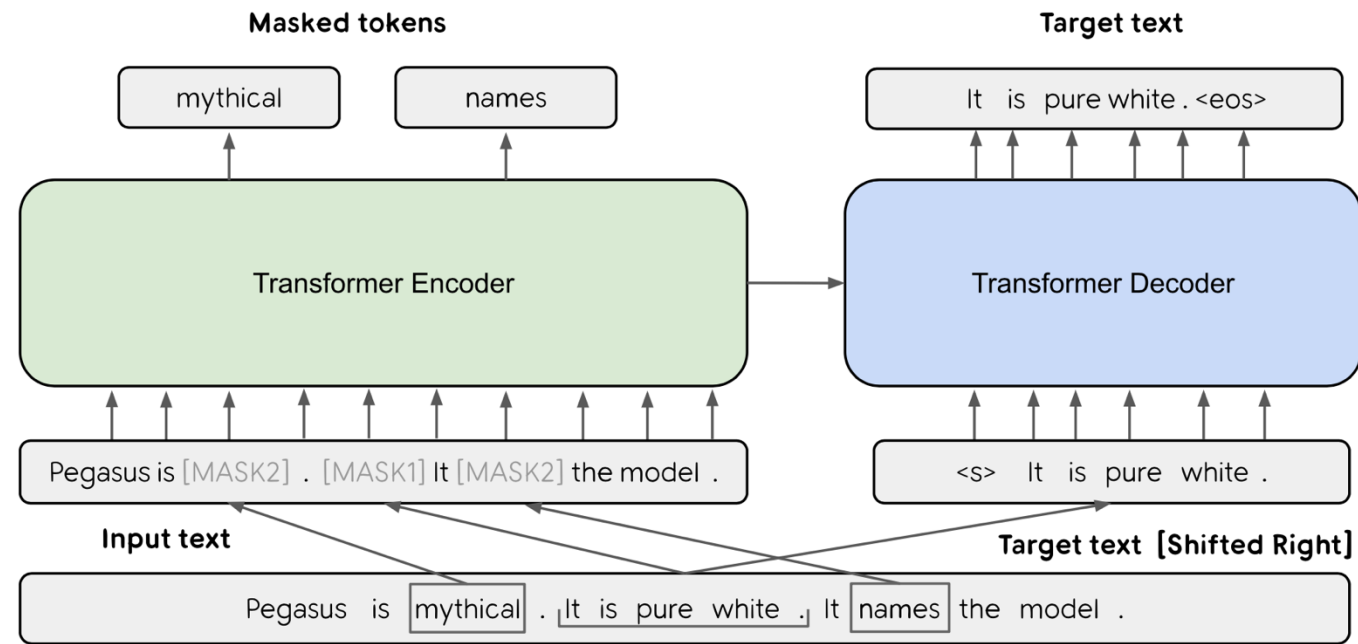 Masked tokens
Target text
mythical
names
It is pure white . <eos>
Transformer Encoder
Transformer Decoder
Pegasus is [MASK2] . [MASK1] It [MASK2] the model .
<s> It is pure white .
Input text
Target text [Shifted Right]
Pegasus is mythical . It is pure white . It names the model .